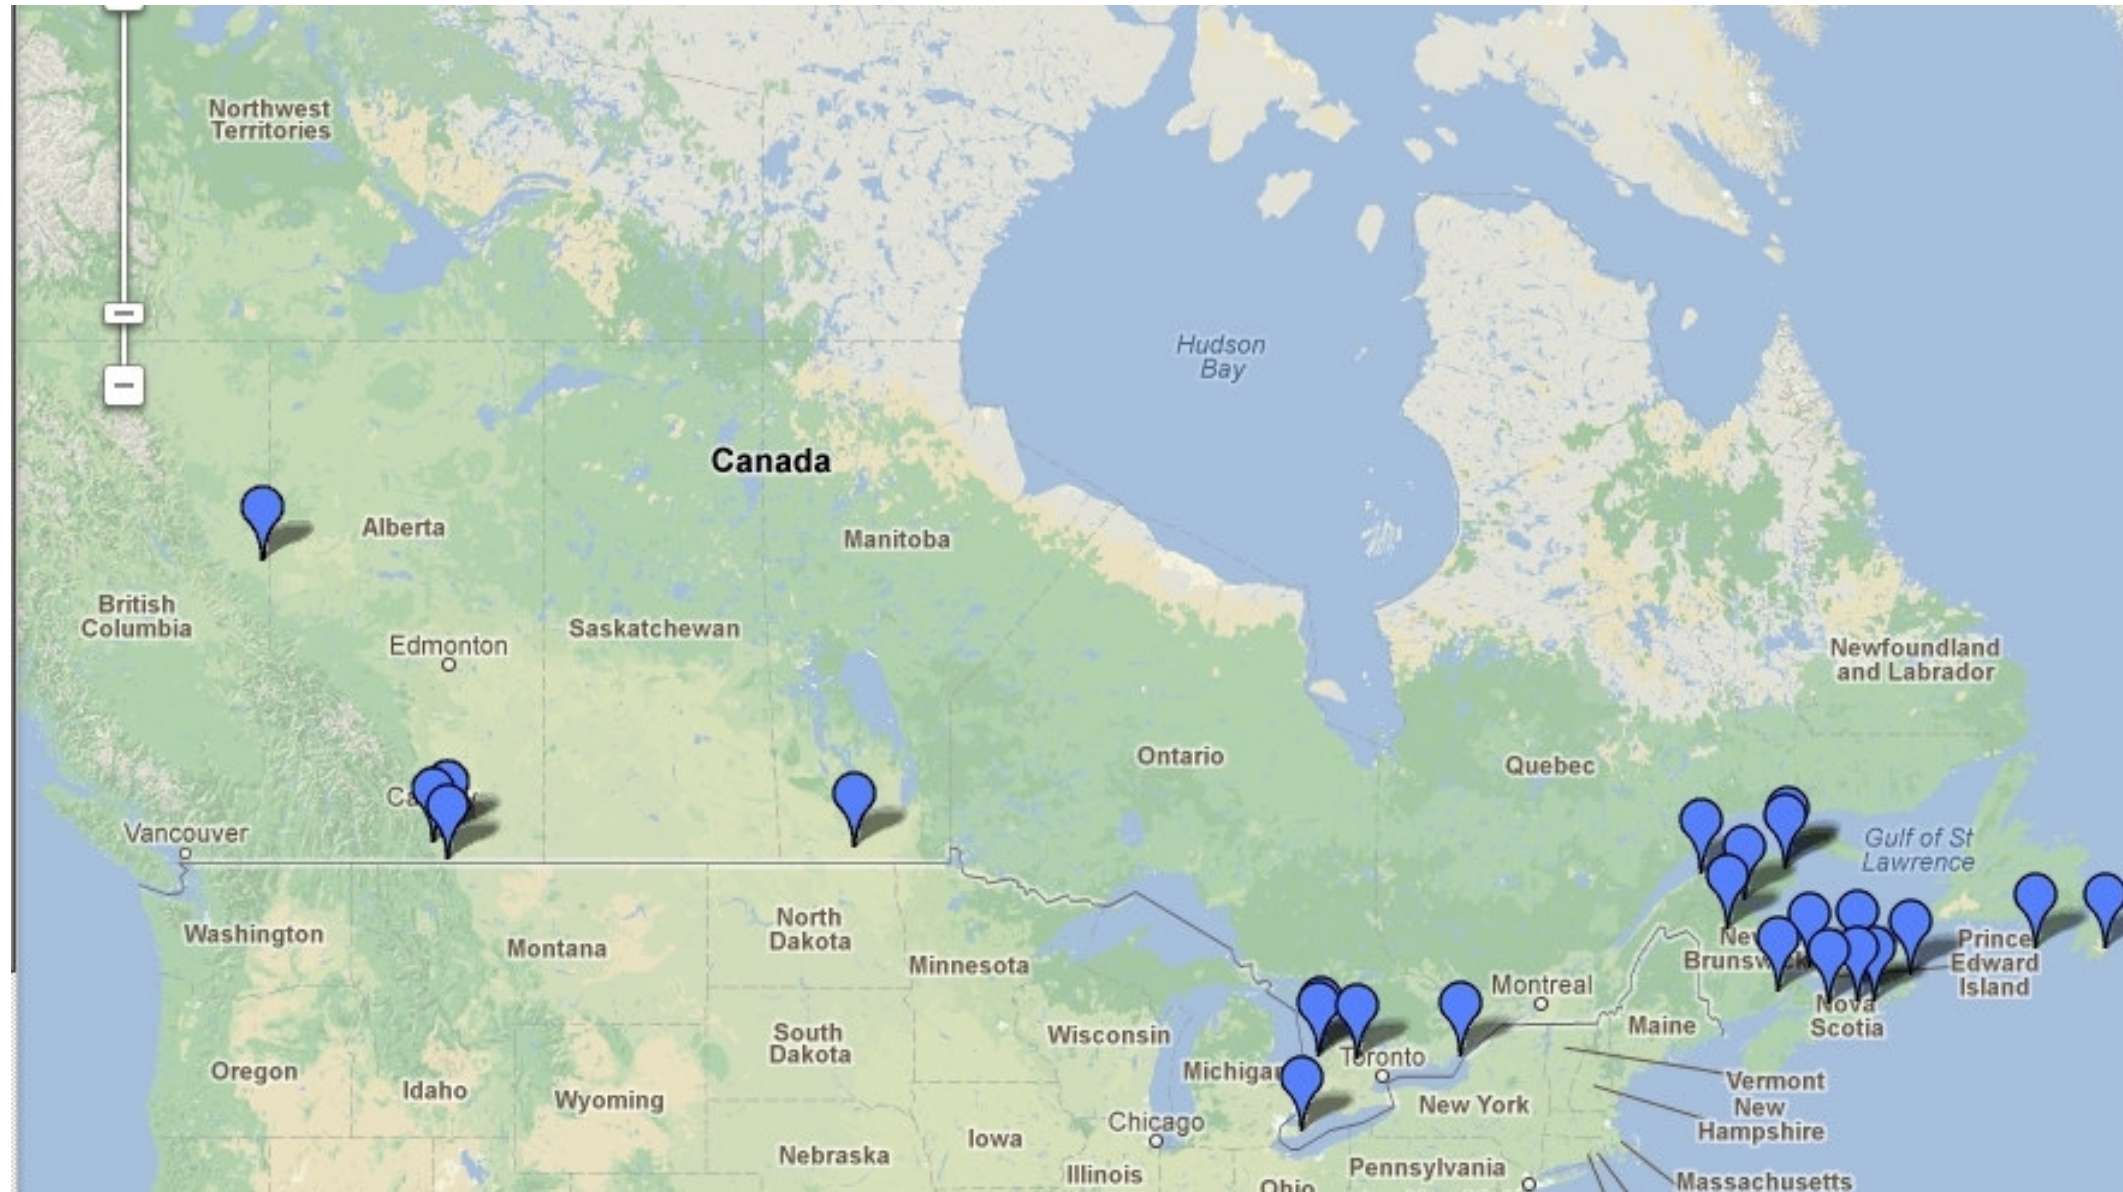 Northwest
Territories
Hudson
Bay
Canada
Alberta
Manitoba
British
Columbia
Edmonton
Saskatchewan
Newfoundland
and Labrador
Ontario
Quebec
Vancouver
Gulf of St
Lawrence
Washington
Montana
North
Dakota
Minnesota
Prince
Edward
Island
Montreal
Nova
Scotia
Maine
Wisconsin
South
Dakota
Toronto
Oregon
Idaho
Wyoming
New York
Vermont
New
Hampshire
Chicago
Iowa
Nebraska
Illinois
Pennsylvania
Massachusetts